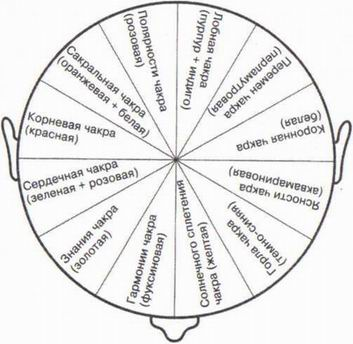 Лобная чакра
(пурпур + индиго)
Перемен чакра
(перламутровая)
Коронная чакра
(белая)
Ясности чакра
(аквамариновая)
Горла чакра
(темно-синяя)
Солнечного сплетения
чакра (желтая)
Гармонии чакра
(фуксиновая)
Знания чакра
(золотая)
Сердечная чакра
(зеленая + розовая)
Корневая чакра
(красная)
Сакральная чакра
(оранжевая + белая)
Полярности чакра
(розовая)